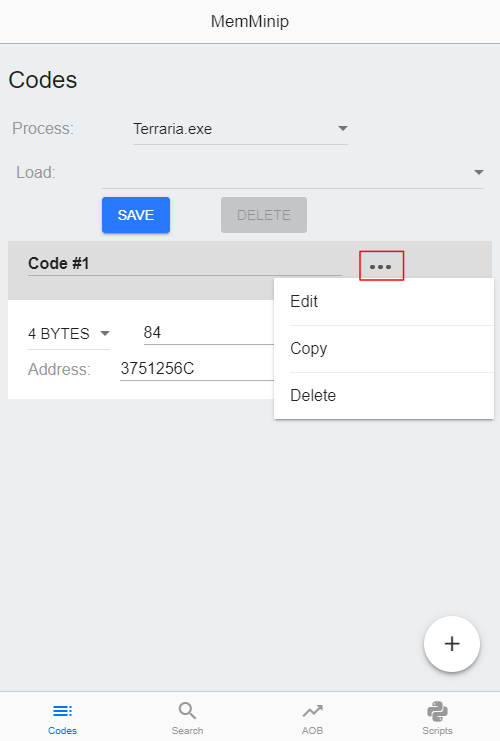 MemMinip
Codes
Process: Terraria.exe
Load:
SAVE DELETE
Code #1
Edit
4 BYTES 84
Copy
Address: 3751256C
Delete
+
Codes Search AOB Scripts